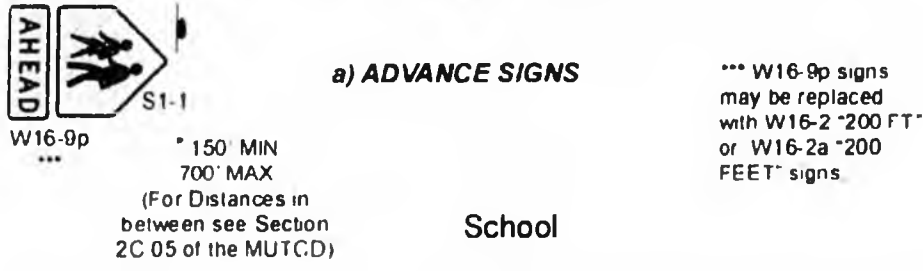 AHEAD
S1-1
W16-9p
***
a) ADVANCE SIGNS
*** W16-9p signs
may be replaced
with W16-2 "200 FT"
or W16-2a "200
FEET" signs
* 150' MIN
700' MAX
(For Distances in
between see Section
2C 05 of the MUTCD)
School